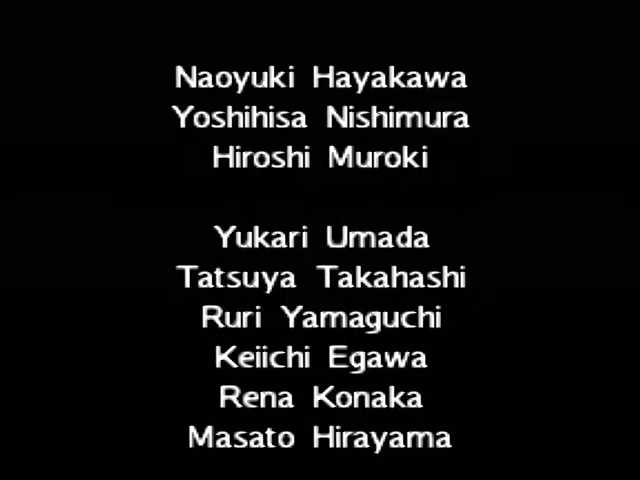 Naoyuki Hayakawa
Yoshihisa Nishimura
Hiroshi Muroki
Yukari Umada
Tatsuya Takahashi
Ruri Yamaguchi
Keiichi Egawa
Rena Konaka
Masato Hirayama